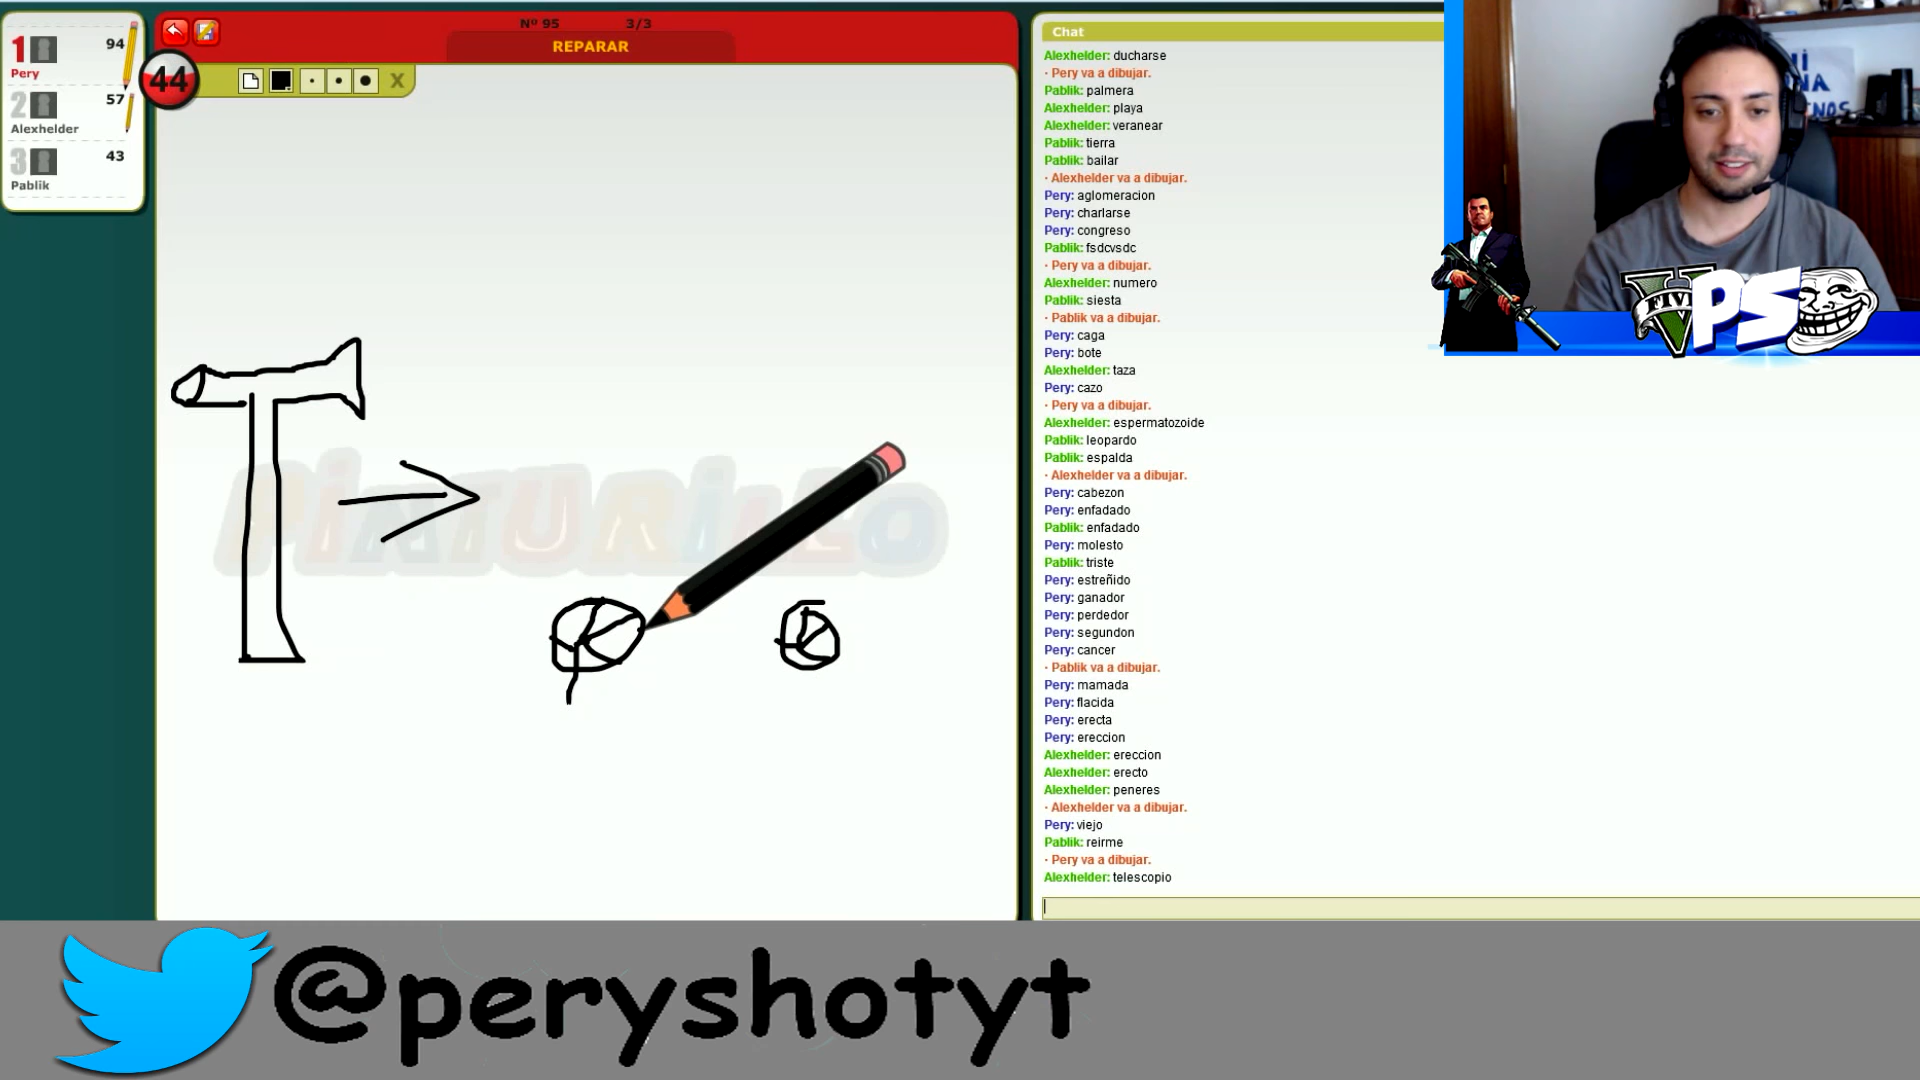 1
94
Pery
2
57
Alexhelder
3
43
Pablik
Nº 95 3/3
REPARAR
44
X
PINTURILLO
Chat
Alexhelder: ducharse
· Pery va a dibujar.
Pablik: palmera
Alexhelder: playa
Alexhelder: veranear
Pablik: tierra
Pablik: bailar
· Alexhelder va a dibujar.
Pery: aglomeracion
Pery: charlarse
Pery: congreso
Pablik: fsdcvsdc
· Pery va a dibujar.
Alexhelder: numero
Pablik: siesta
· Pablik va a dibujar.
Pery: caga
Pery: bote
Alexhelder: taza
Pery: cazo
· Pery va a dibujar.
Alexhelder: espermatozoide
Pablik: leopardo
Pablik: espalda
· Alexhelder va a dibujar.
Pery: cabezon
Pery: enfadado
Pablik: enfadado
Pery: molesto
Pablik: triste
Pery: estreñido
Pery: ganador
Pery: perdedor
Pery: segundon
Pery: cancer
· Pablik va a dibujar.
Pery: mamada
Pery: flacida
Pery: erecta
Pery: ereccion
Alexhelder: ereccion
Alexhelder: erecto
Alexhelder: peneres
· Alexhelder va a dibujar.
Pery: viejo
Pablik: reirme
· Pery va a dibujar.
Alexhelder: telescopio
V FIVE PS
@peryshotyt